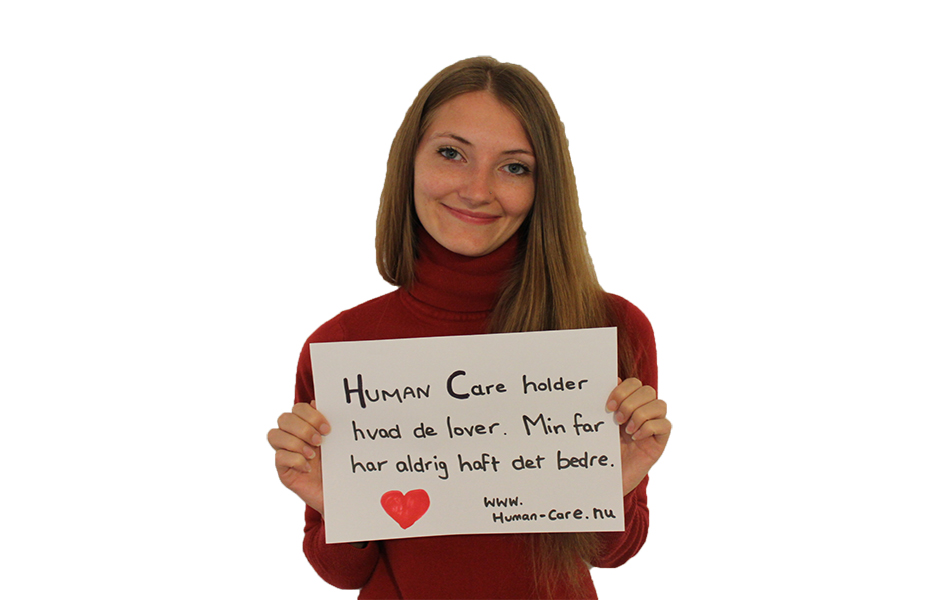 HUMAN Care holder
hvad de lover. Min far
har aldrig haft det bedre.
www.
Human-Care.nu